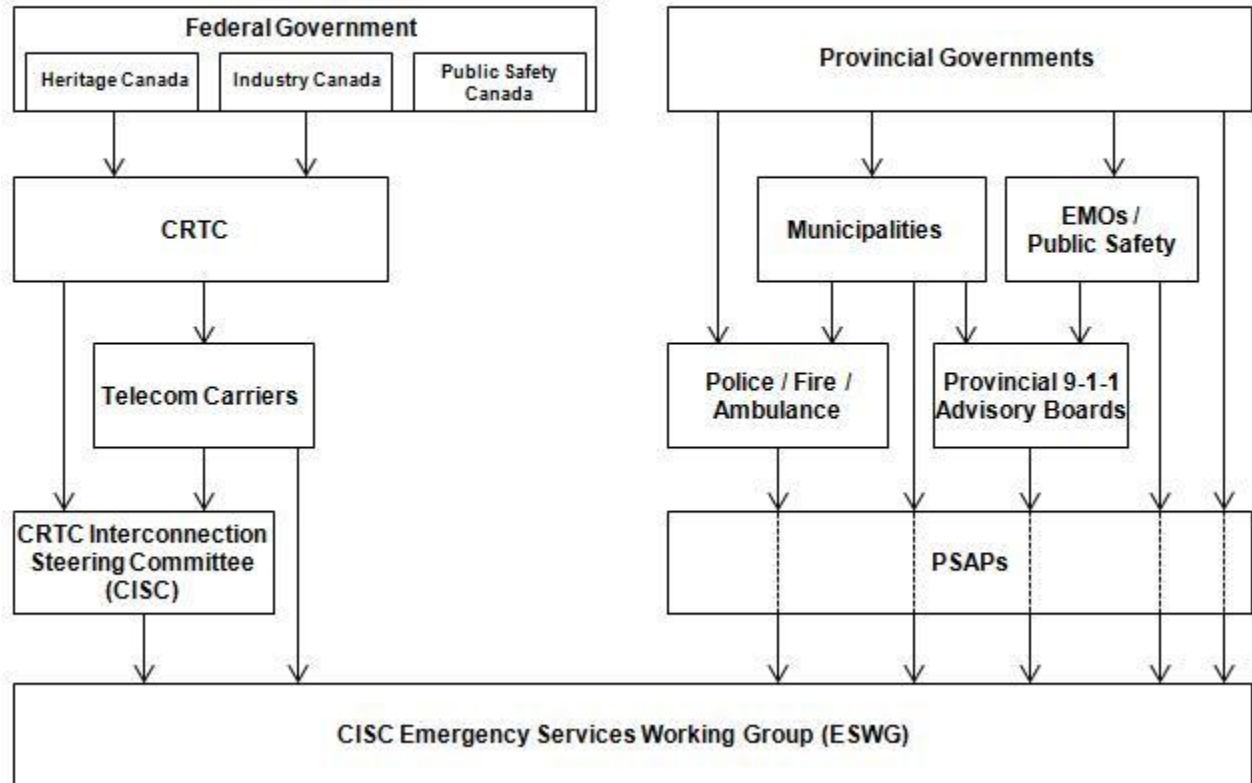 Federal Government
Heritage Canada
Industry Canada
Public Safety
Canada
Provincial Governments
CRTC
Municipalities
EMOs /
Public Safety
Telecom Carriers
Police / Fire /
Ambulance
Provincial 9-1-1
Advisory Boards
CRTC Interconnection
Steering Committee
(CISC)
PSAPs
CISC Emergency Services Working Group (ESWG)